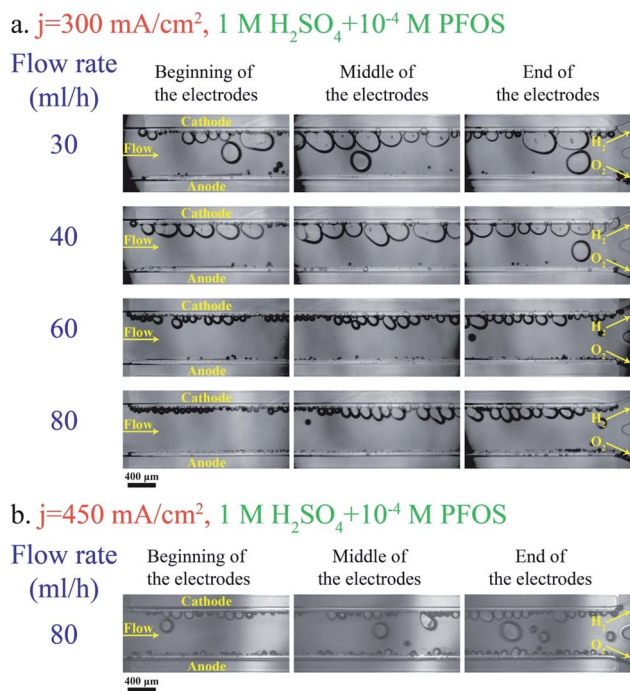 a. j=300 mA/cm², 1 M H₂SO₄+10⁻⁴ M PFOS
Flow rate
(ml/h)
Beginning of
the electrodes
Middle of
the electrodes
End of
the electrodes
30
Cathode
Flow
Anode
H₂
O₂
40
Cathode
Flow
Anode
H₂
O₂
60
Cathode
Flow
Anode
H₂
O₂
80
Cathode
Flow
Anode
H₂
O₂
400 μm
b. j=450 mA/cm², 1 M H₂SO₄+10⁻⁴ M PFOS
Flow rate
(ml/h)
Beginning of
the electrodes
Middle of
the electrodes
End of
the electrodes
80
Cathode
Flow
Anode
H₂
O₂
400 μm